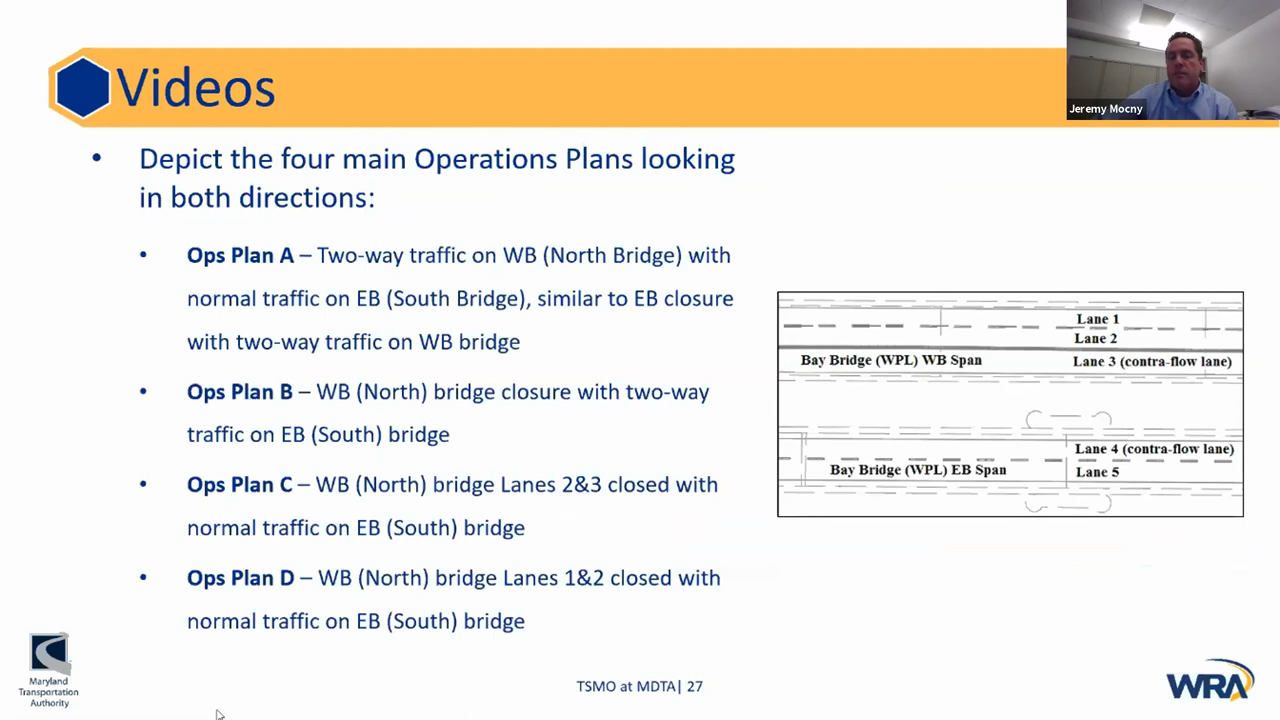 Videos
Jeremy Mocny
• Depict the four main Operations Plans looking
in both directions:
• Ops Plan A – Two-way traffic on WB (North Bridge) with
normal traffic on EB (South Bridge), similar to EB closure
with two-way traffic on WB bridge
• Ops Plan B – WB (North) bridge closure with two-way
traffic on EB (South) bridge
• Ops Plan C – WB (North) bridge Lanes 2&3 closed with
normal traffic on EB (South) bridge
• Ops Plan D – WB (North) bridge Lanes 1&2 closed with
normal traffic on EB (South) bridge
Lane 1
Lane 2
Bay Bridge (WPL) WB Span
Lane 3 (contra-flow lane)
Lane 4 (contra-flow lane)
Bay Bridge (WPL) EB Span
Lane 5
Maryland
Transportation
Authority
TSMO at MDTA| 27
WRA